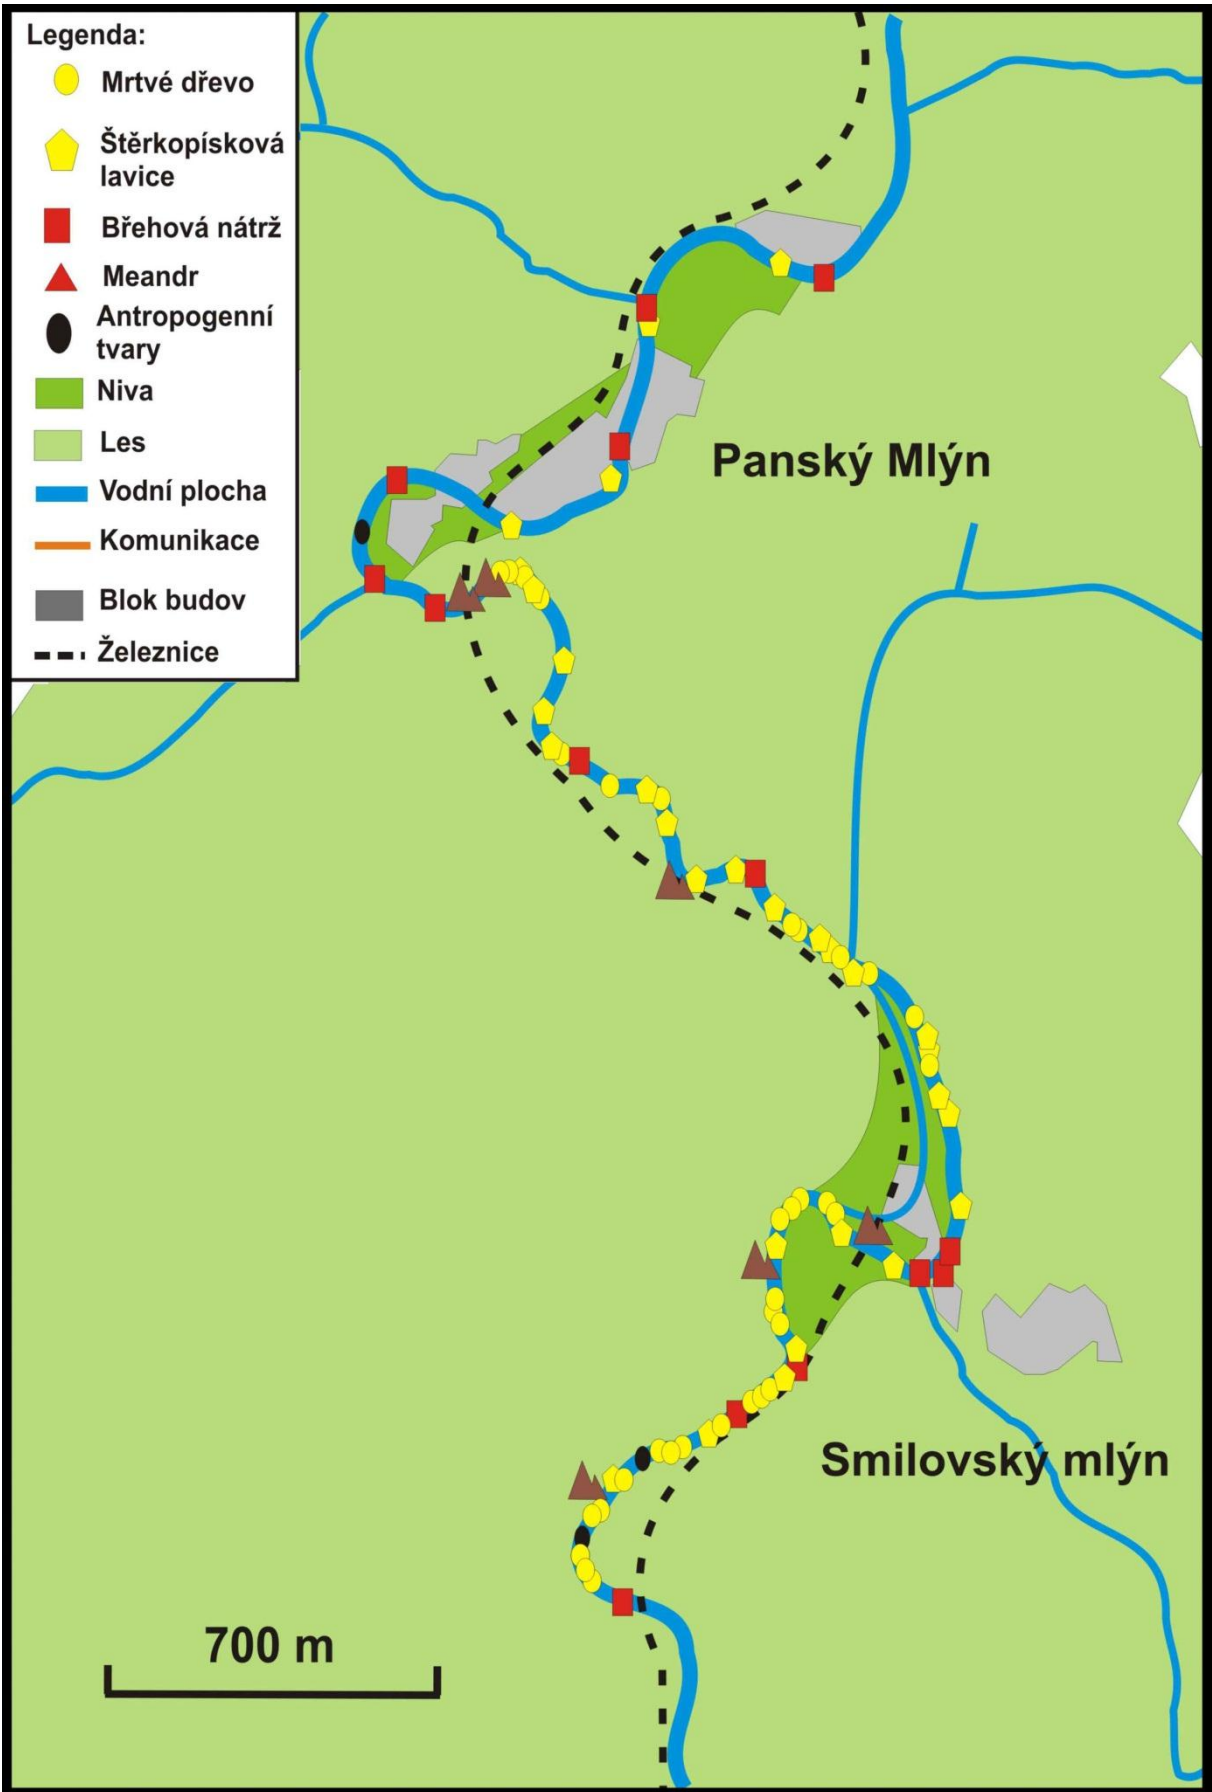 Legenda:
Mrtvé dřevo
Štěrkopísková
lavice
Břehová nátrž
Meandr
Antropogenní
tvary
Niva
Les
Vodní plocha
Komunikace
Blok budov
Železnice
Panský Mlýn
Smilovský mlýn
700 m